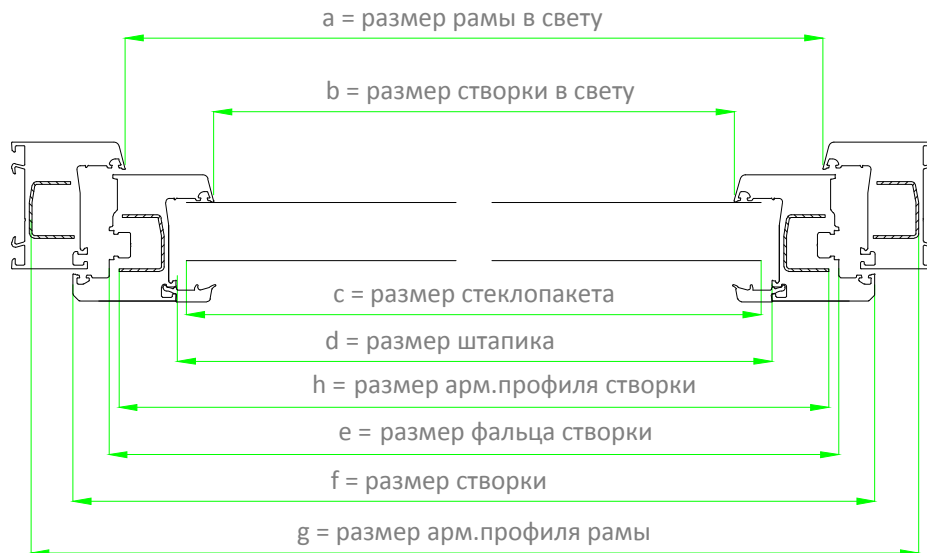 a = размер рамы в свету
b = размер створки в свету
c = размер стеклопакета
d = размер штапика
h = размер арм.профиля створки
e = размер фальца створки
f = размер створки
g = размер арм.профиля рамы